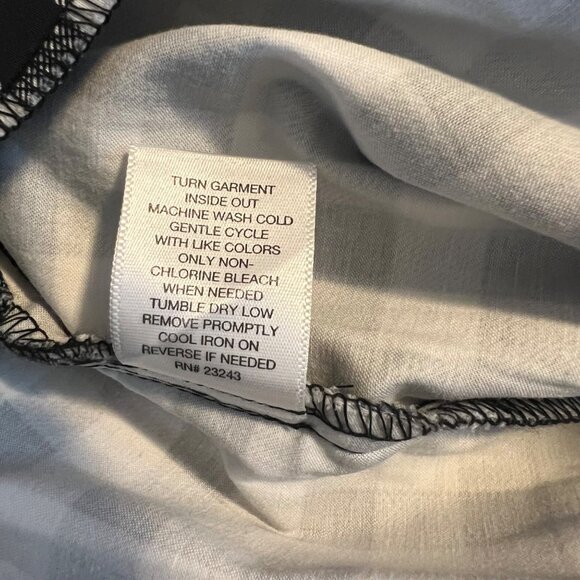 TURN GARMENT
INSIDE OUT
MACHINE WASH COLD
GENTLE CYCLE
WITH LIKE COLORS
ONLY NON-
CHLORINE BLEACH
WHEN NEEDED
TUMBLE DRY LOW
REMOVE PROMPTLY
COOL IRON ON
REVERSE IF NEEDED
RN# 23243